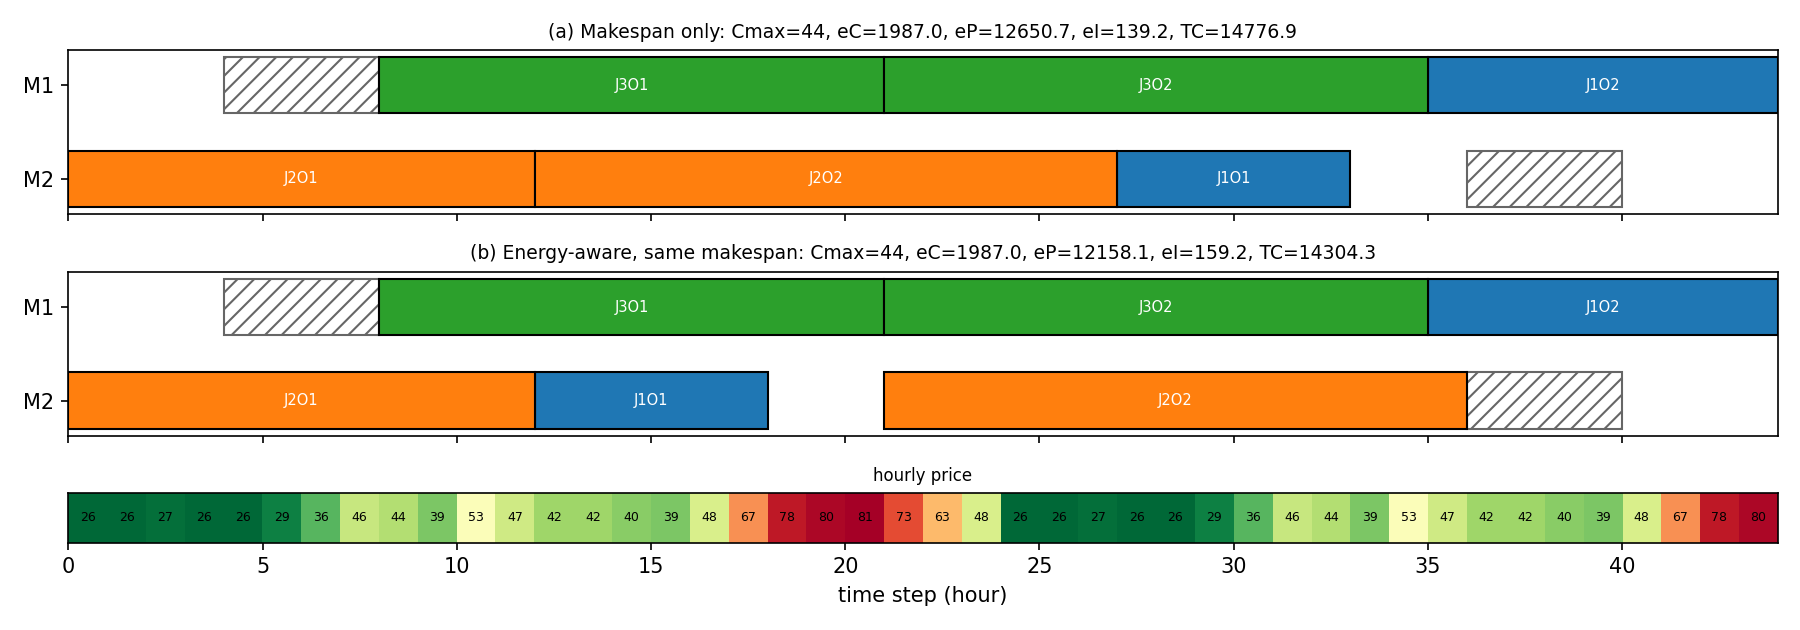 (a) Makespan only: Cmax=44, eC=1987.0, eP=12650.7, eI=139.2, TC=14776.9
M1 J3O1 J3O2 J1O2
M2 J2O1 J2O2 J1O1
(b) Energy-aware, same makespan: Cmax=44, eC=1987.0, eP=12158.1, eI=159.2, TC=14304.3
M1 J3O1 J3O2 J1O2
M2 J2O1 J1O1 J2O2
hourly price
26 26 27 26 26 29 36 46 44 39 53 47 42 42 40 39 48 67 78 80 81 73 63 48 26 26 27 26 26 29 36 46 44 39 53 47 42 42 40 39 48 67 78 80
0 5 10 15 20 25 30 35 40
time step (hour)